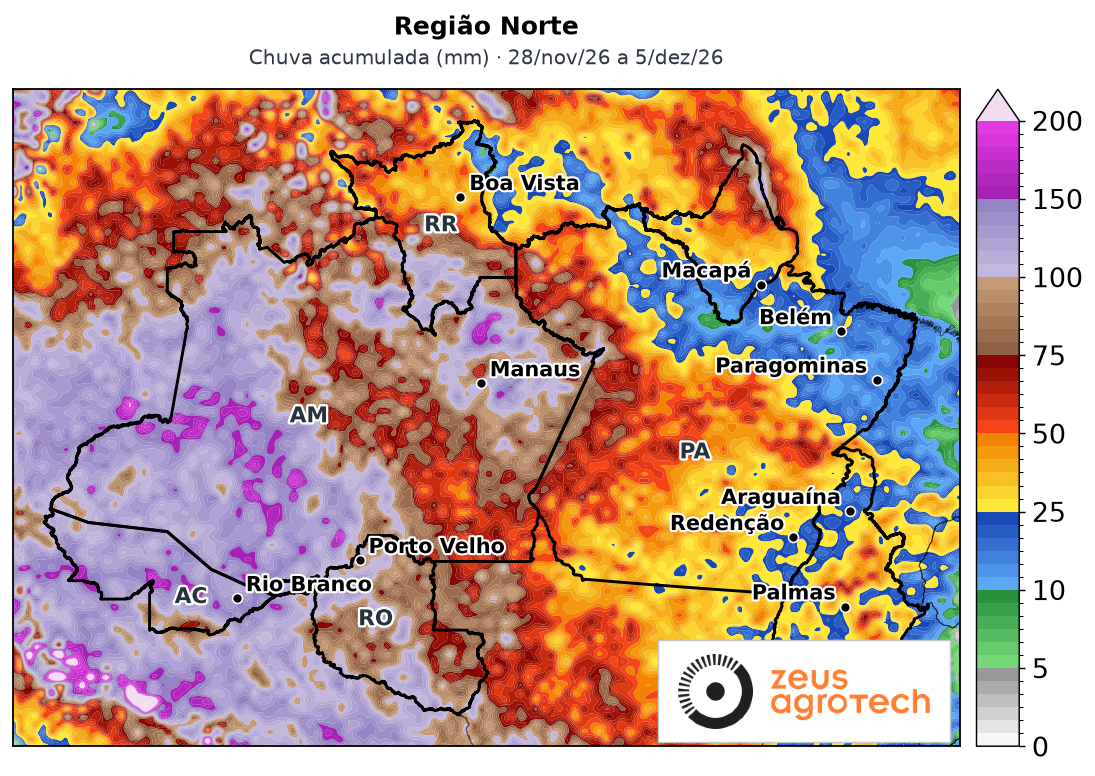 Região Norte
Chuva acumulada (mm) · 28/nov/26 a 5/dez/26
200
150
100
75
50
25
10
5
0
Boa Vista
RR
Macapá
Belém
Paragominas
Manaus
AM
PA
Araguaína
Redenção
Porto Velho
Rio Branco
AC
Palmas
RO
zeus
agrotech